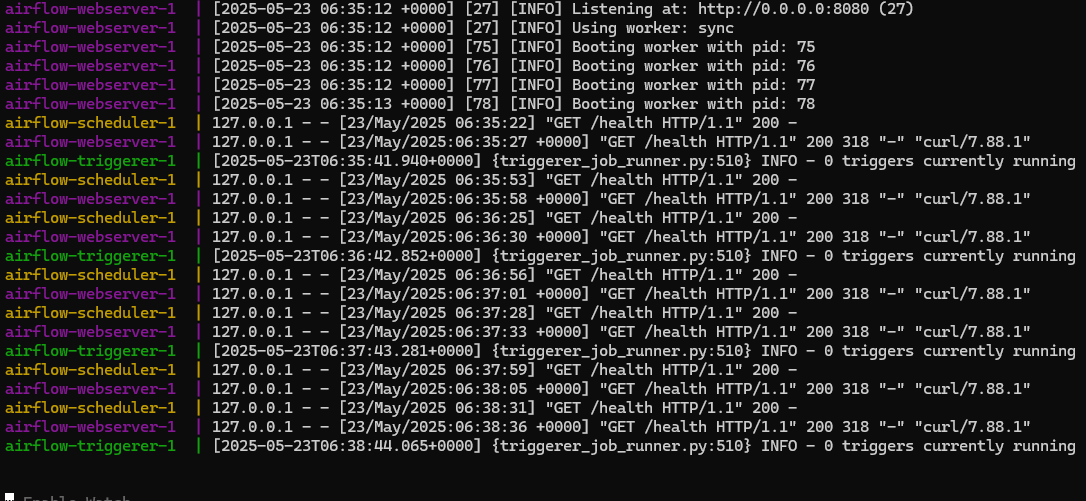 airflow-webserver-1  | [2025-05-23 06:35:12 +0000] [27] [INFO] Listening at: http://0.0.0.0:8080 (27)
airflow-webserver-1  | [2025-05-23 06:35:12 +0000] [27] [INFO] Using worker: sync
airflow-webserver-1  | [2025-05-23 06:35:12 +0000] [75] [INFO] Booting worker with pid: 75
airflow-webserver-1  | [2025-05-23 06:35:12 +0000] [76] [INFO] Booting worker with pid: 76
airflow-webserver-1  | [2025-05-23 06:35:12 +0000] [77] [INFO] Booting worker with pid: 77
airflow-webserver-1  | [2025-05-23 06:35:13 +0000] [78] [INFO] Booting worker with pid: 78
airflow-scheduler-1  | 127.0.0.1 - - [23/May/2025 06:35:22] "GET /health HTTP/1.1" 200 -
airflow-webserver-1  | 127.0.0.1 - - [23/May/2025:06:35:27 +0000] "GET /health HTTP/1.1" 200 318 "-" "curl/7.88.1"
airflow-triggerer-1  | [2025-05-23T06:35:41.940+0000] {triggerer_job_runner.py:510} INFO - 0 triggers currently running
airflow-scheduler-1  | 127.0.0.1 - - [23/May/2025 06:35:53] "GET /health HTTP/1.1" 200 -
airflow-webserver-1  | 127.0.0.1 - - [23/May/2025:06:35:58 +0000] "GET /health HTTP/1.1" 200 318 "-" "curl/7.88.1"
airflow-scheduler-1  | 127.0.0.1 - - [23/May/2025 06:36:25] "GET /health HTTP/1.1" 200 -
airflow-webserver-1  | 127.0.0.1 - - [23/May/2025:06:36:30 +0000] "GET /health HTTP/1.1" 200 318 "-" "curl/7.88.1"
airflow-triggerer-1  | [2025-05-23T06:36:42.852+0000] {triggerer_job_runner.py:510} INFO - 0 triggers currently running
airflow-scheduler-1  | 127.0.0.1 - - [23/May/2025 06:36:56] "GET /health HTTP/1.1" 200 -
airflow-webserver-1  | 127.0.0.1 - - [23/May/2025:06:37:01 +0000] "GET /health HTTP/1.1" 200 318 "-" "curl/7.88.1"
airflow-scheduler-1  | 127.0.0.1 - - [23/May/2025 06:37:28] "GET /health HTTP/1.1" 200 -
airflow-webserver-1  | 127.0.0.1 - - [23/May/2025:06:37:33 +0000] "GET /health HTTP/1.1" 200 318 "-" "curl/7.88.1"
airflow-triggerer-1  | [2025-05-23T06:37:43.281+0000] {triggerer_job_runner.py:510} INFO - 0 triggers currently running
airflow-scheduler-1  | 127.0.0.1 - - [23/May/2025 06:37:59] "GET /health HTTP/1.1" 200 -
airflow-webserver-1  | 127.0.0.1 - - [23/May/2025:06:38:05 +0000] "GET /health HTTP/1.1" 200 318 "-" "curl/7.88.1"
airflow-scheduler-1  | 127.0.0.1 - - [23/May/2025 06:38:31] "GET /health HTTP/1.1" 200 -
airflow-webserver-1  | 127.0.0.1 - - [23/May/2025:06:38:36 +0000] "GET /health HTTP/1.1" 200 318 "-" "curl/7.88.1"
airflow-triggerer-1  | [2025-05-23T06:38:44.065+0000] {triggerer_job_runner.py:510} INFO - 0 triggers currently running
Enable Watch